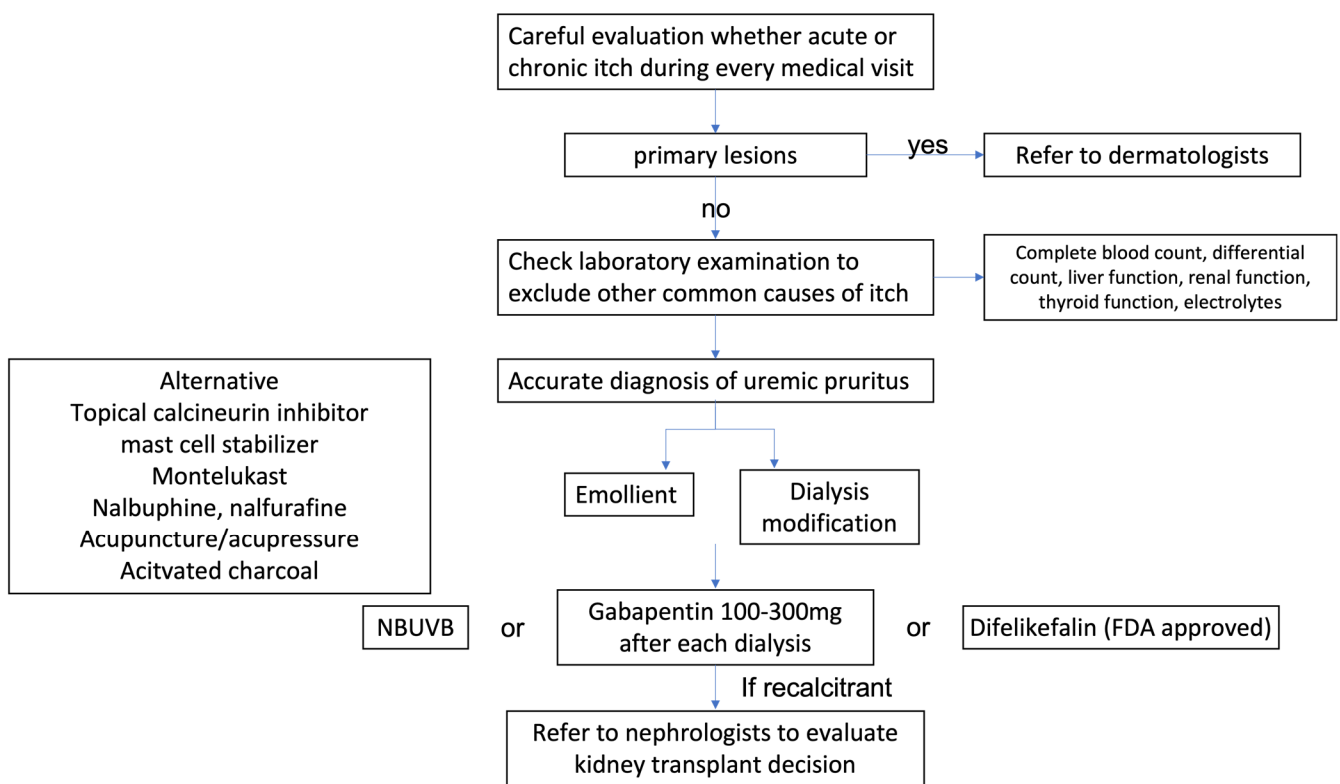 Careful evaluation whether acute or
chronic itch during every medical visit
primary lesions
yes
Refer to dermatologists
no
Check laboratory examination to
exclude other common causes of itch
Complete blood count, differential
count, liver function, renal function,
thyroid function, electrolytes
Accurate diagnosis of uremic pruritus
Alternative
Topical calcineurin inhibitor
mast cell stabilizer
Montelukast
Nalbuphine, nalfurafine
Acupuncture/acupressure
Acitvated charcoal
Emollient
Dialysis
modification
NBUVB
or
Gabapentin 100-300mg
after each dialysis
or
Difelikefalin (FDA approved)
If recalcitrant
Refer to nephrologists to evaluate
kidney transplant decision